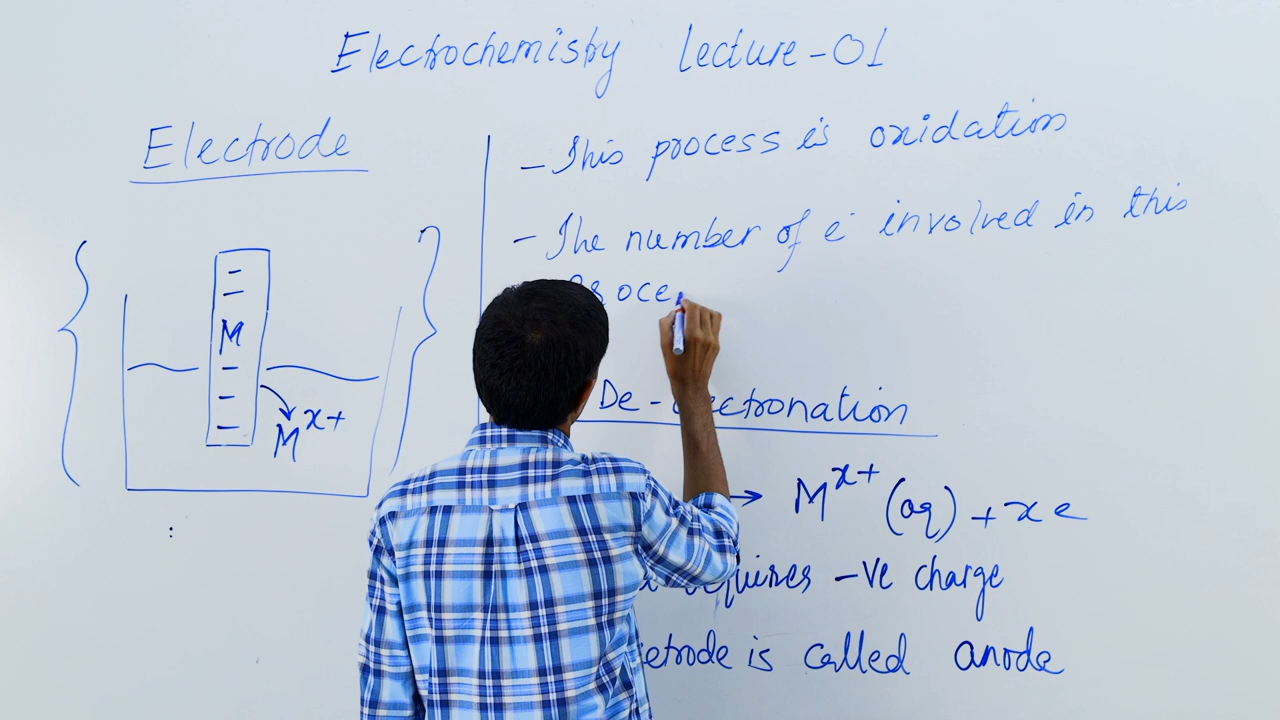 Electrochemistry Lecture-01
Electrode
M
M^x+
- This process is oxidation
- The number of e⁻ involved in this
De-
→ M^x+ (aq) + xe
-ve charge
is called anode